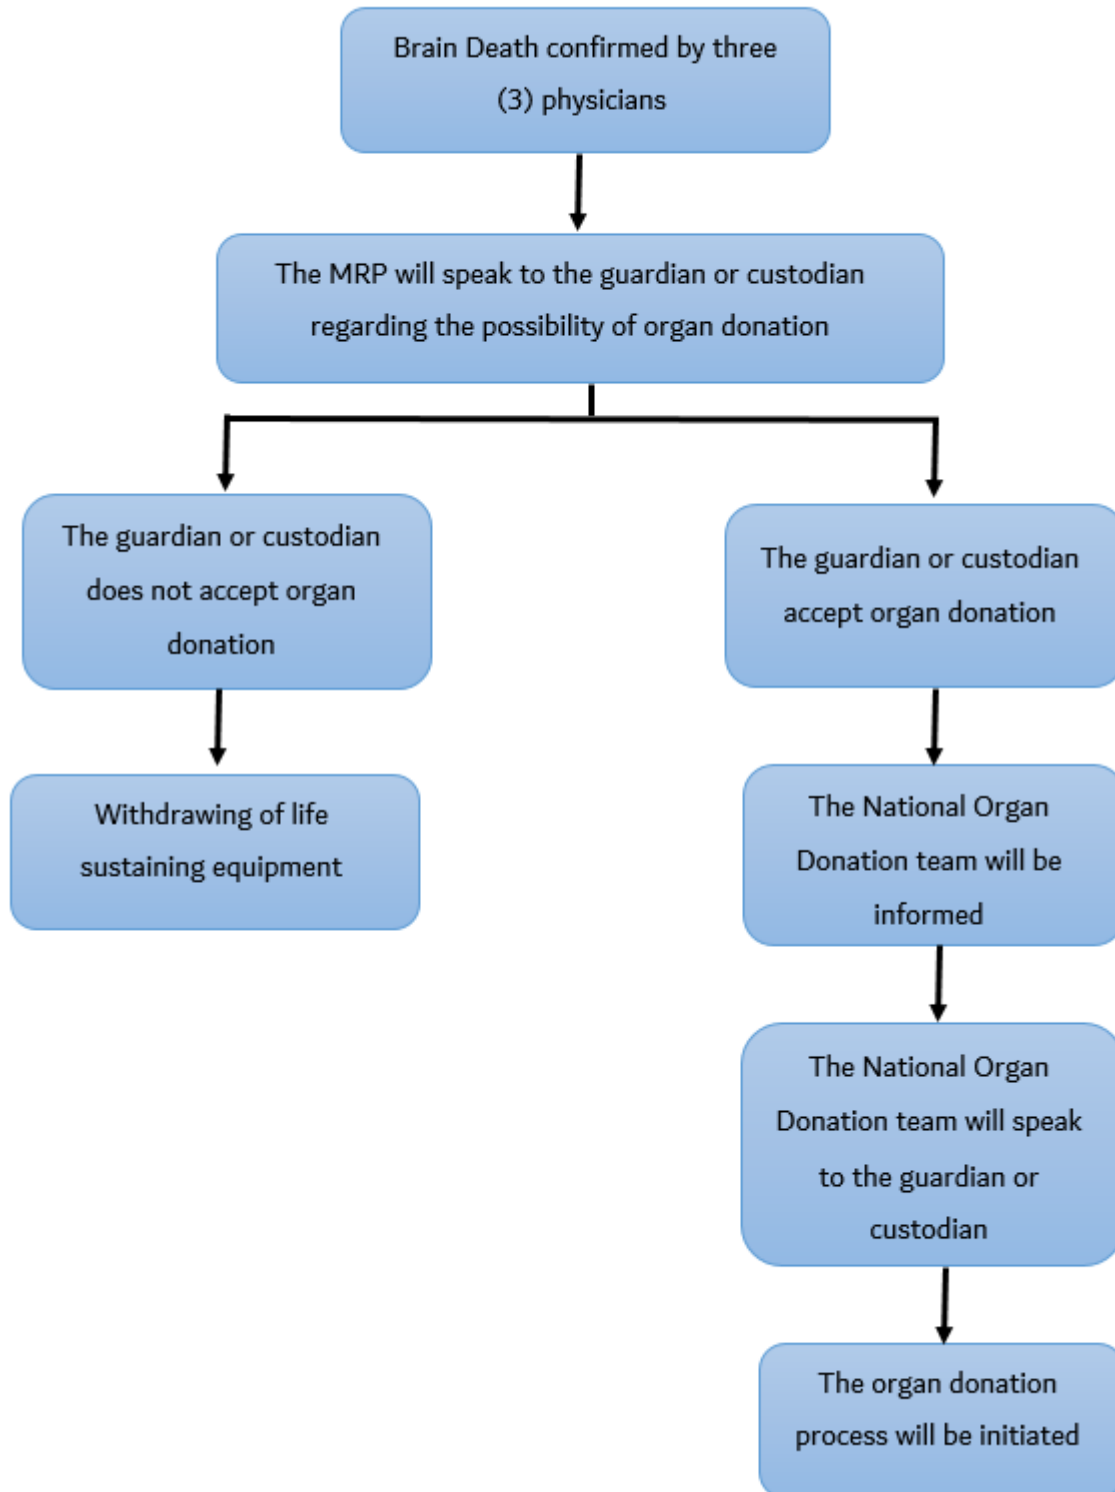 Brain Death confirmed by three
(3) physicians
The MRP will speak to the guardian or custodian
regarding the possibility of organ donation
The guardian or custodian
does not accept organ
donation
Withdrawing of life
sustaining equipment
The guardian or custodian
accept organ donation
The National Organ
Donation team will be
informed
The National Organ
Donation team will speak
to the guardian or
custodian
The organ donation
process will be initiated